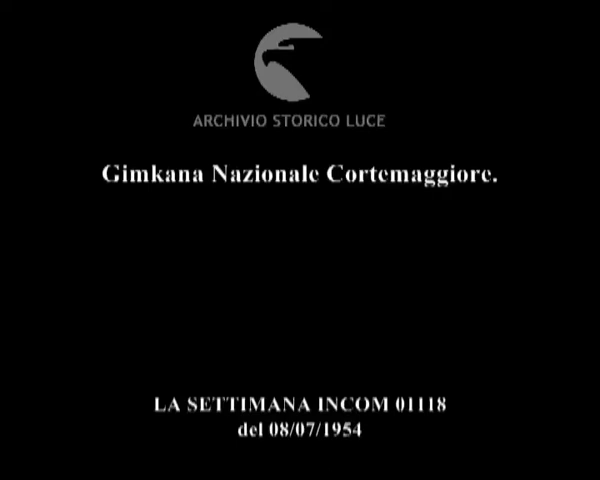 ARCHIVIO STORICO LUCE
Gimkana Nazionale Cortemaggiore.
LA SETTIMANA INCOM 01118
del 08/07/1954